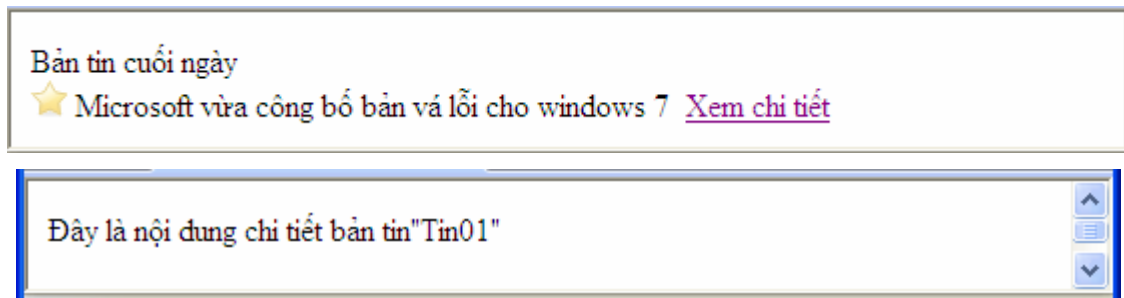 Bản tin cuối ngày
Microsoft vừa công bố bản vá lỗi cho windows 7 Xem chi tiết
Đây là nội dung chi tiết bản tin"Tin01"